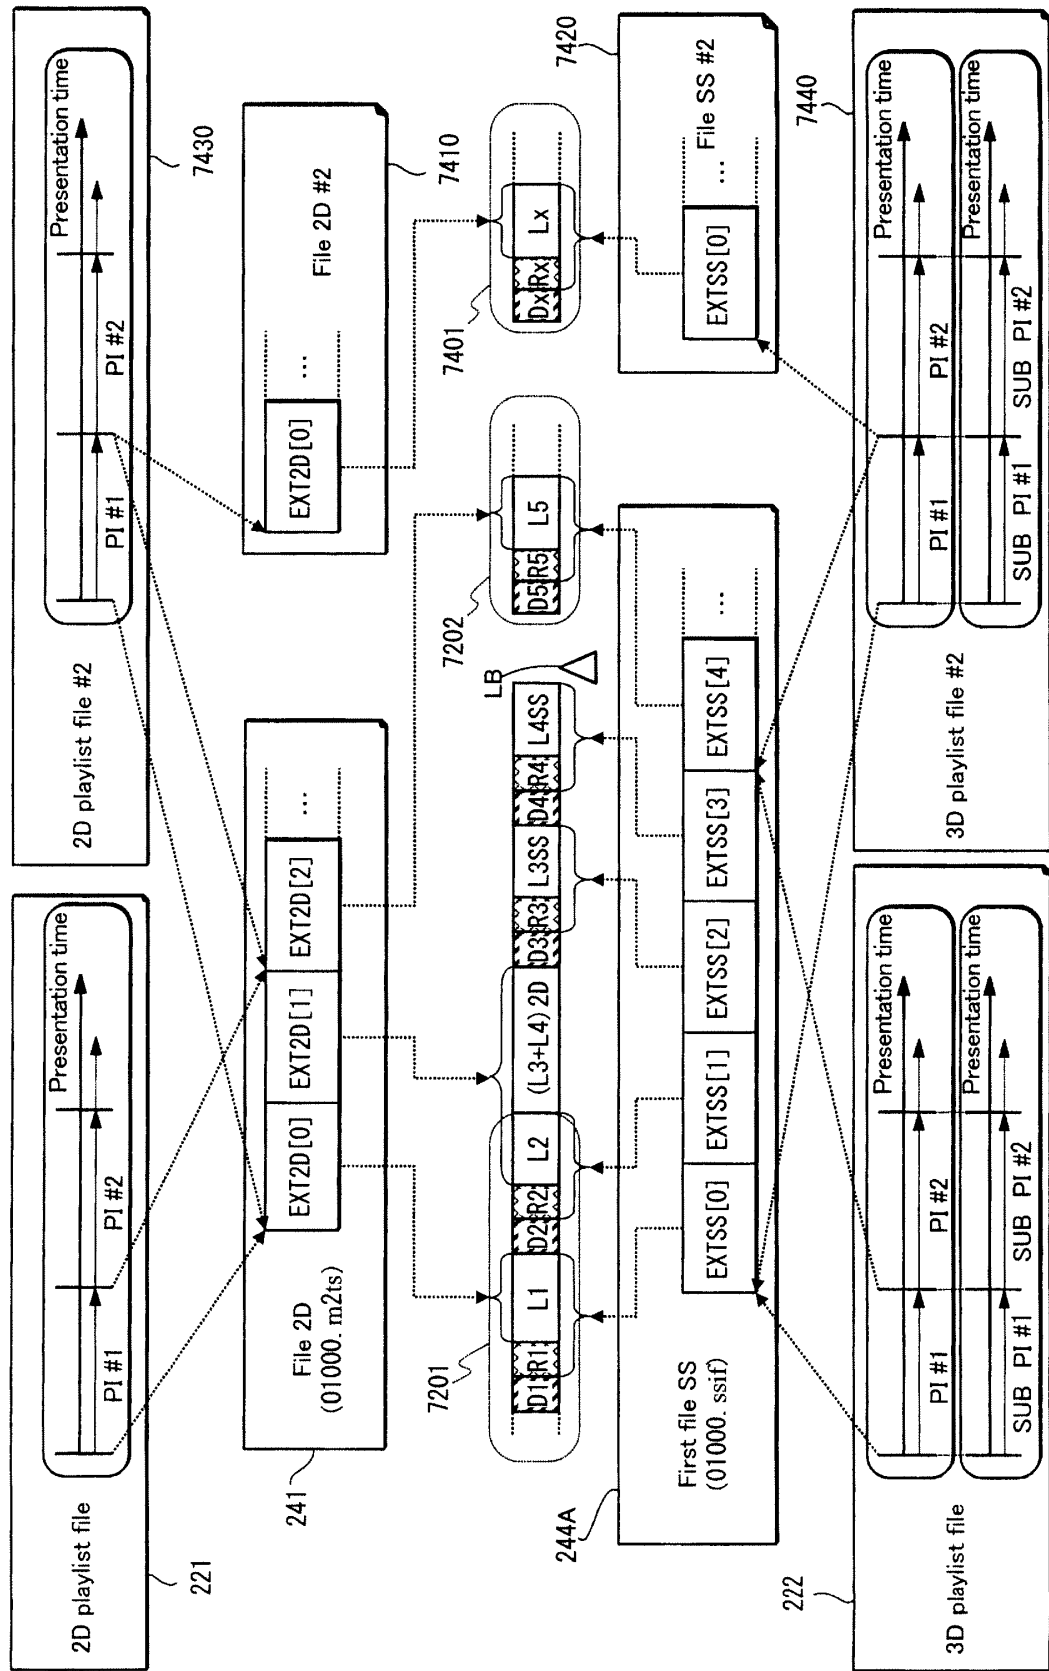 2D playlist file
PI #1
PI #2
Presentation time
221
2D playlist file #2
PI #1
PI #2
Presentation time
7430
File 2D
(01000. m2ts)
241
EXT2D[0]
EXT2D[1]
EXT2D[2]
...
File 2D #2
EXT2D[0]
...
7410
7201
D1
R1
L1
D2
R2
L2
(L3+L4) 2D
D3
R3
L3SS
D4
R4
L4SS
LB
7202
D5
R5
L5
7401
Dx
Rx
Lx
244A
First file SS
(01000. ssif)
EXTSS[0]
EXTSS[1]
EXTSS[2]
EXTSS[3]
EXTSS[4]
...
File SS #2
EXTSS[0]
...
7420
222
3D playlist file
PI #1
PI #2
Presentation time
SUB PI #1
SUB PI #2
Presentation time
3D playlist file #2
PI #1
PI #2
Presentation time
SUB PI #1
SUB PI #2
Presentation time
7440